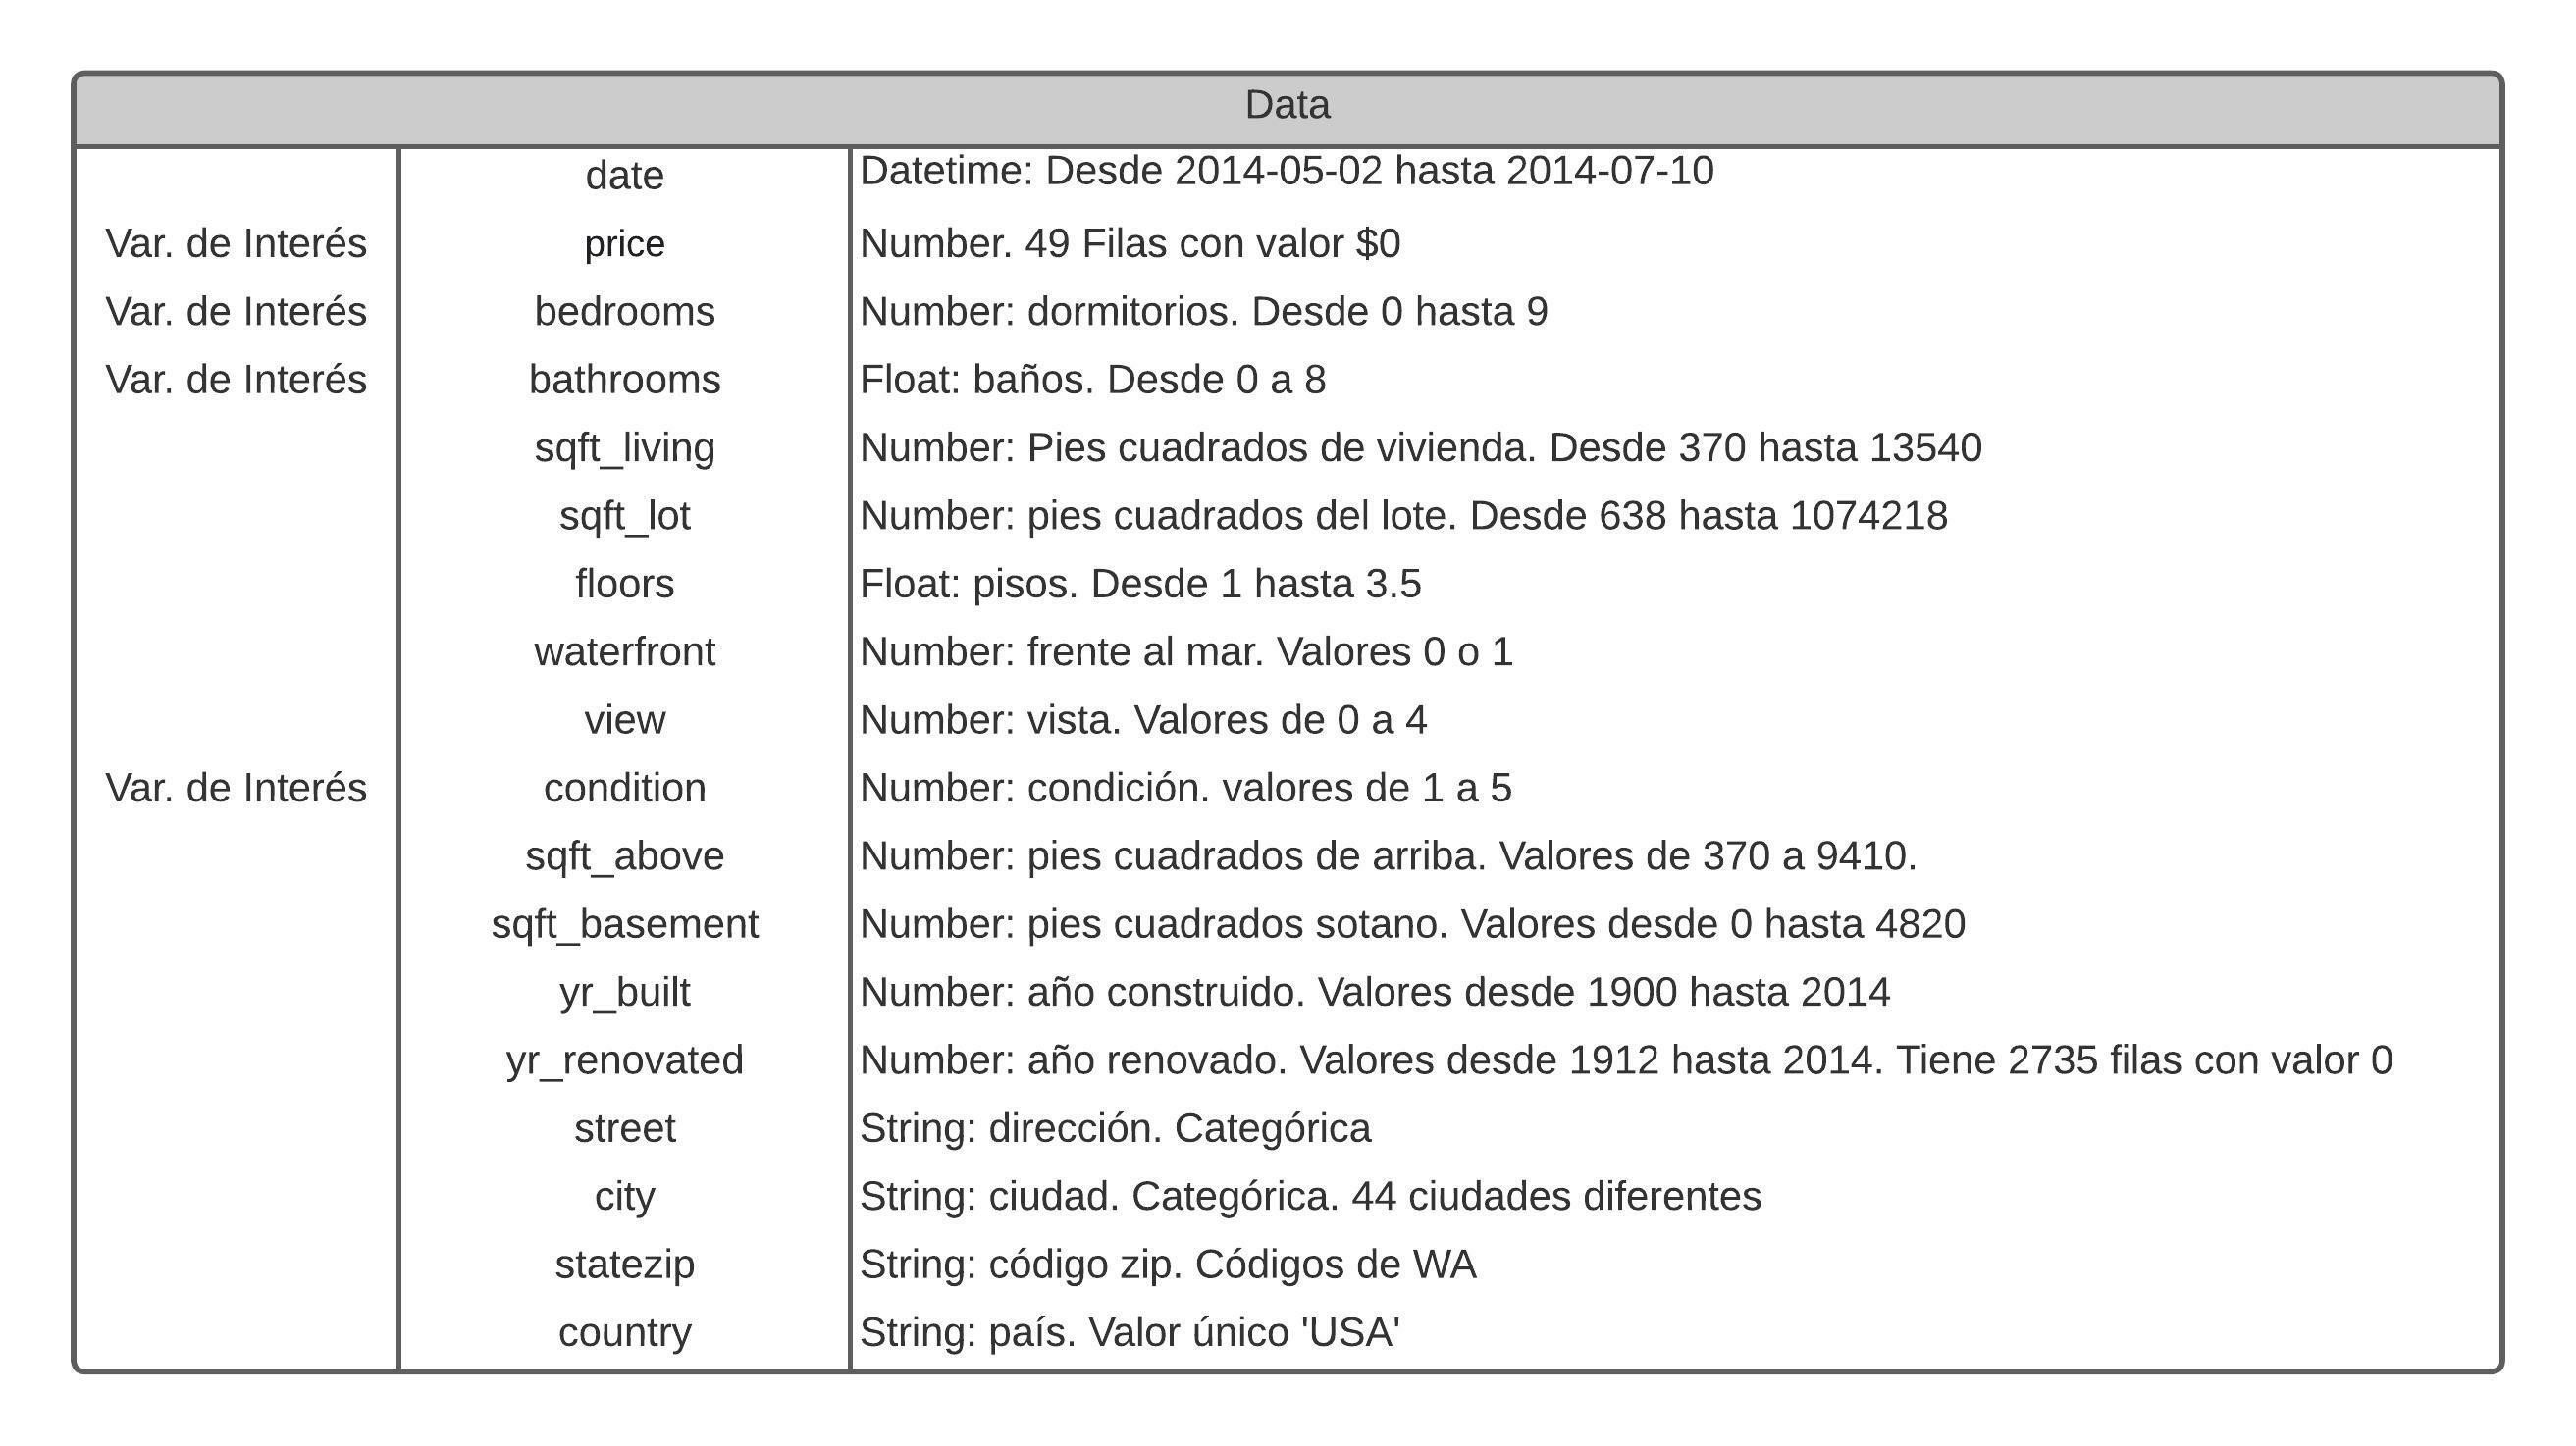 Data
date Datetime: Desde 2014-05-02 hasta 2014-07-10
Var. de Interés price Number. 49 Filas con valor $0
Var. de Interés bedrooms Number: dormitorios. Desde 0 hasta 9
Var. de Interés bathrooms Float: baños. Desde 0 a 8
sqft_living Number: Pies cuadrados de vivienda. Desde 370 hasta 13540
sqft_lot Number: pies cuadrados del lote. Desde 638 hasta 1074218
floors Float: pisos. Desde 1 hasta 3.5
waterfront Number: frente al mar. Valores 0 o 1
view Number: vista. Valores de 0 a 4
Var. de Interés condition Number: condición. valores de 1 a 5
sqft_above Number: pies cuadrados de arriba. Valores de 370 a 9410.
sqft_basement Number: pies cuadrados sotano. Valores desde 0 hasta 4820
yr_built Number: año construido. Valores desde 1900 hasta 2014
yr_renovated Number: año renovado. Valores desde 1912 hasta 2014. Tiene 2735 filas con valor 0
street String: dirección. Categórica
city String: ciudad. Categórica. 44 ciudades diferentes
statezip String: código zip. Códigos de WA
country String: país. Valor único 'USA'